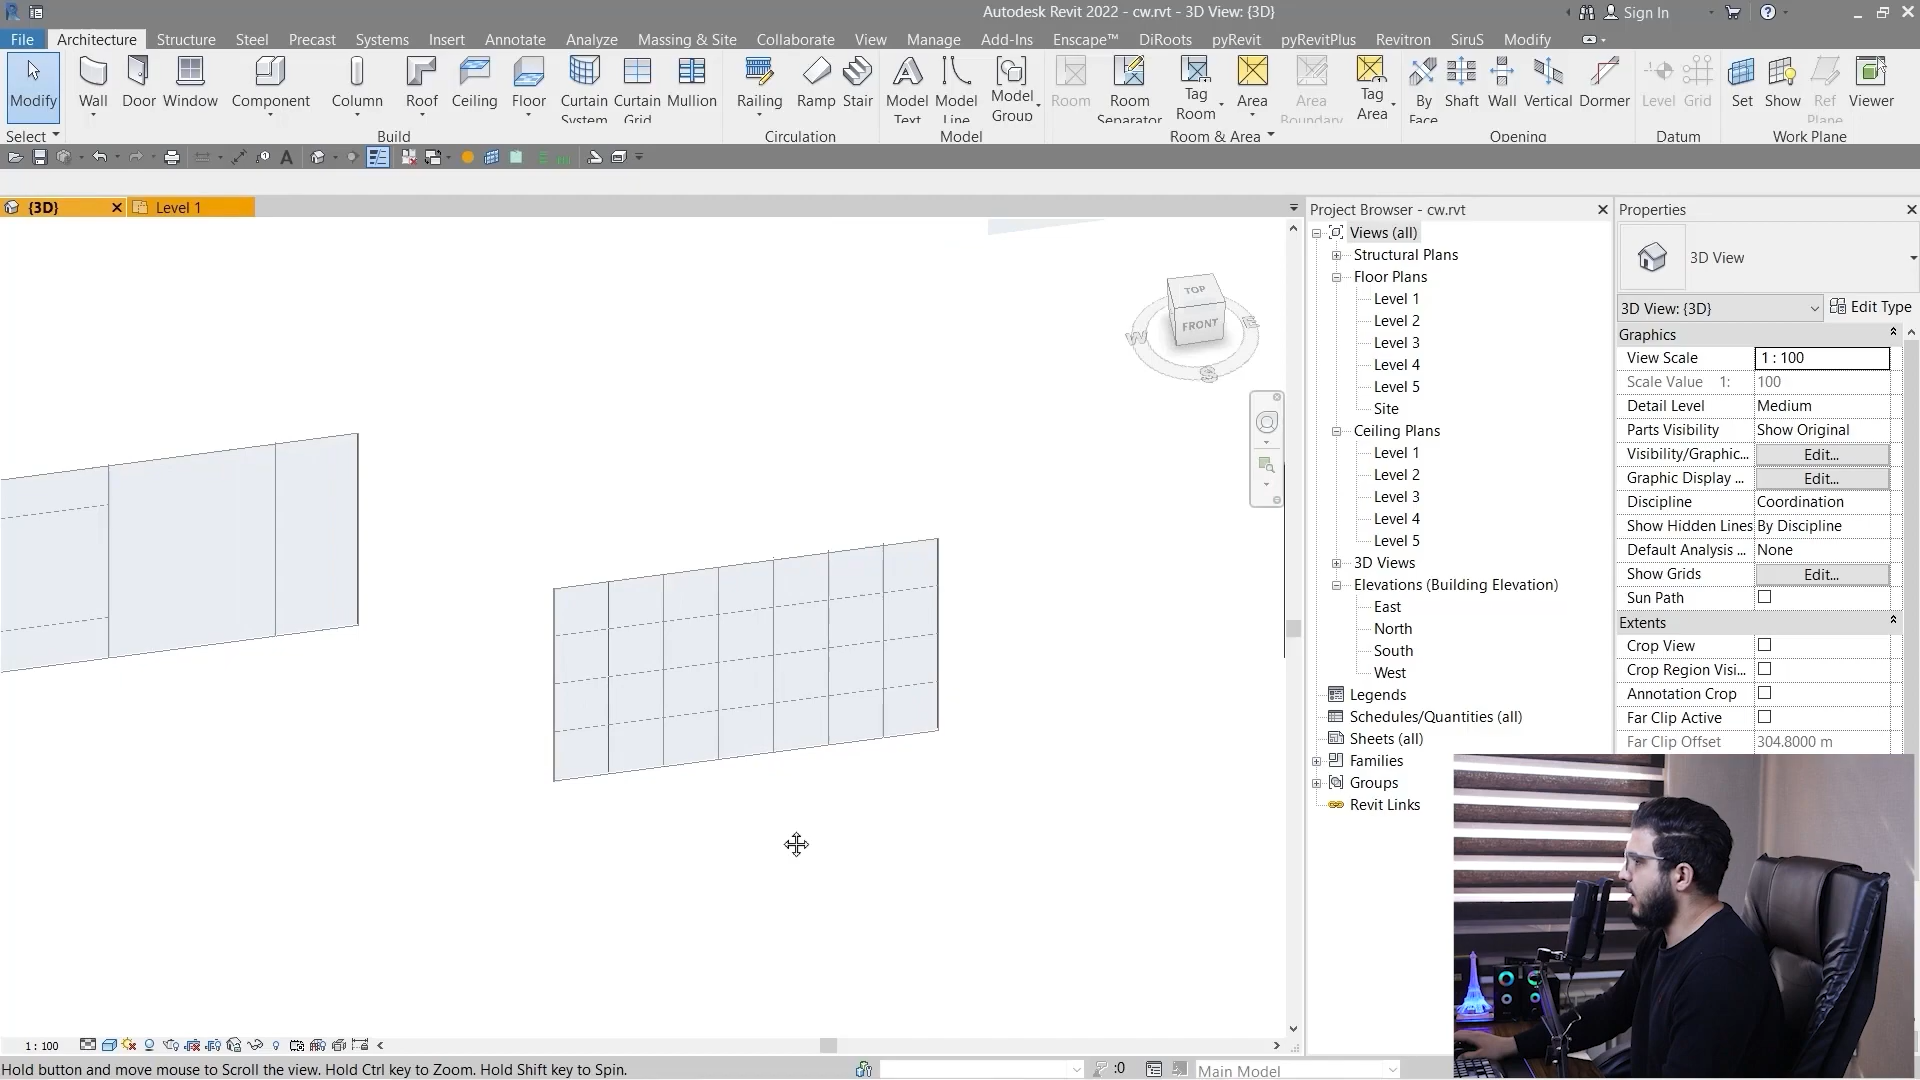 Autodesk Revit 2022 - cw.rvt - 3D View: {3D}
Sign In
File Architecture Structure Steel Precast Systems Insert Annotate Analyze Massing & Site Collaborate View Manage Add-Ins Enscape™ DiRoots pyRevit pyRevitPlus Revitron SiruS Modify
Modify Wall Door Window Component Column Roof Ceiling Floor Curtain System Curtain Grid Mullion Railing Ramp Stair Model Text Model Line Model Group Room Room Separator Tag Room Area Area Boundary Tag Area By Face Shaft Wall Vertical Dormer Level Grid Set Show Ref Plane Viewer
Select Build Circulation Model Room & Area Opening Datum Work Plane
{3D} Level 1
TOP
FRONT
W
E
S
Project Browser - cw.rvt
Views (all)
Structural Plans
Floor Plans
Level 1
Level 2
Level 3
Level 4
Level 5
Site
Ceiling Plans
Level 1
Level 2
Level 3
Level 4
Level 5
3D Views
Elevations (Building Elevation)
East
North
South
West
Legends
Schedules/Quantities (all)
Sheets (all)
Families
Groups
Revit Links
Properties
3D View
3D View: {3D} Edit Type
Graphics
View Scale 1 : 100
Scale Value 1: 100
Detail Level Medium
Parts Visibility Show Original
Visibility/Graphic... Edit...
Graphic Display ... Edit...
Discipline Coordination
Show Hidden Lines By Discipline
Default Analysis ... None
Show Grids Edit...
Sun Path
Extents
Crop View
Crop Region Visi...
Annotation Crop
Far Clip Active
Far Clip Offset 304.8000 m
1 : 100
Hold button and move mouse to Scroll the view. Hold Ctrl key to Zoom. Hold Shift key to Spin.
:0
Main Model